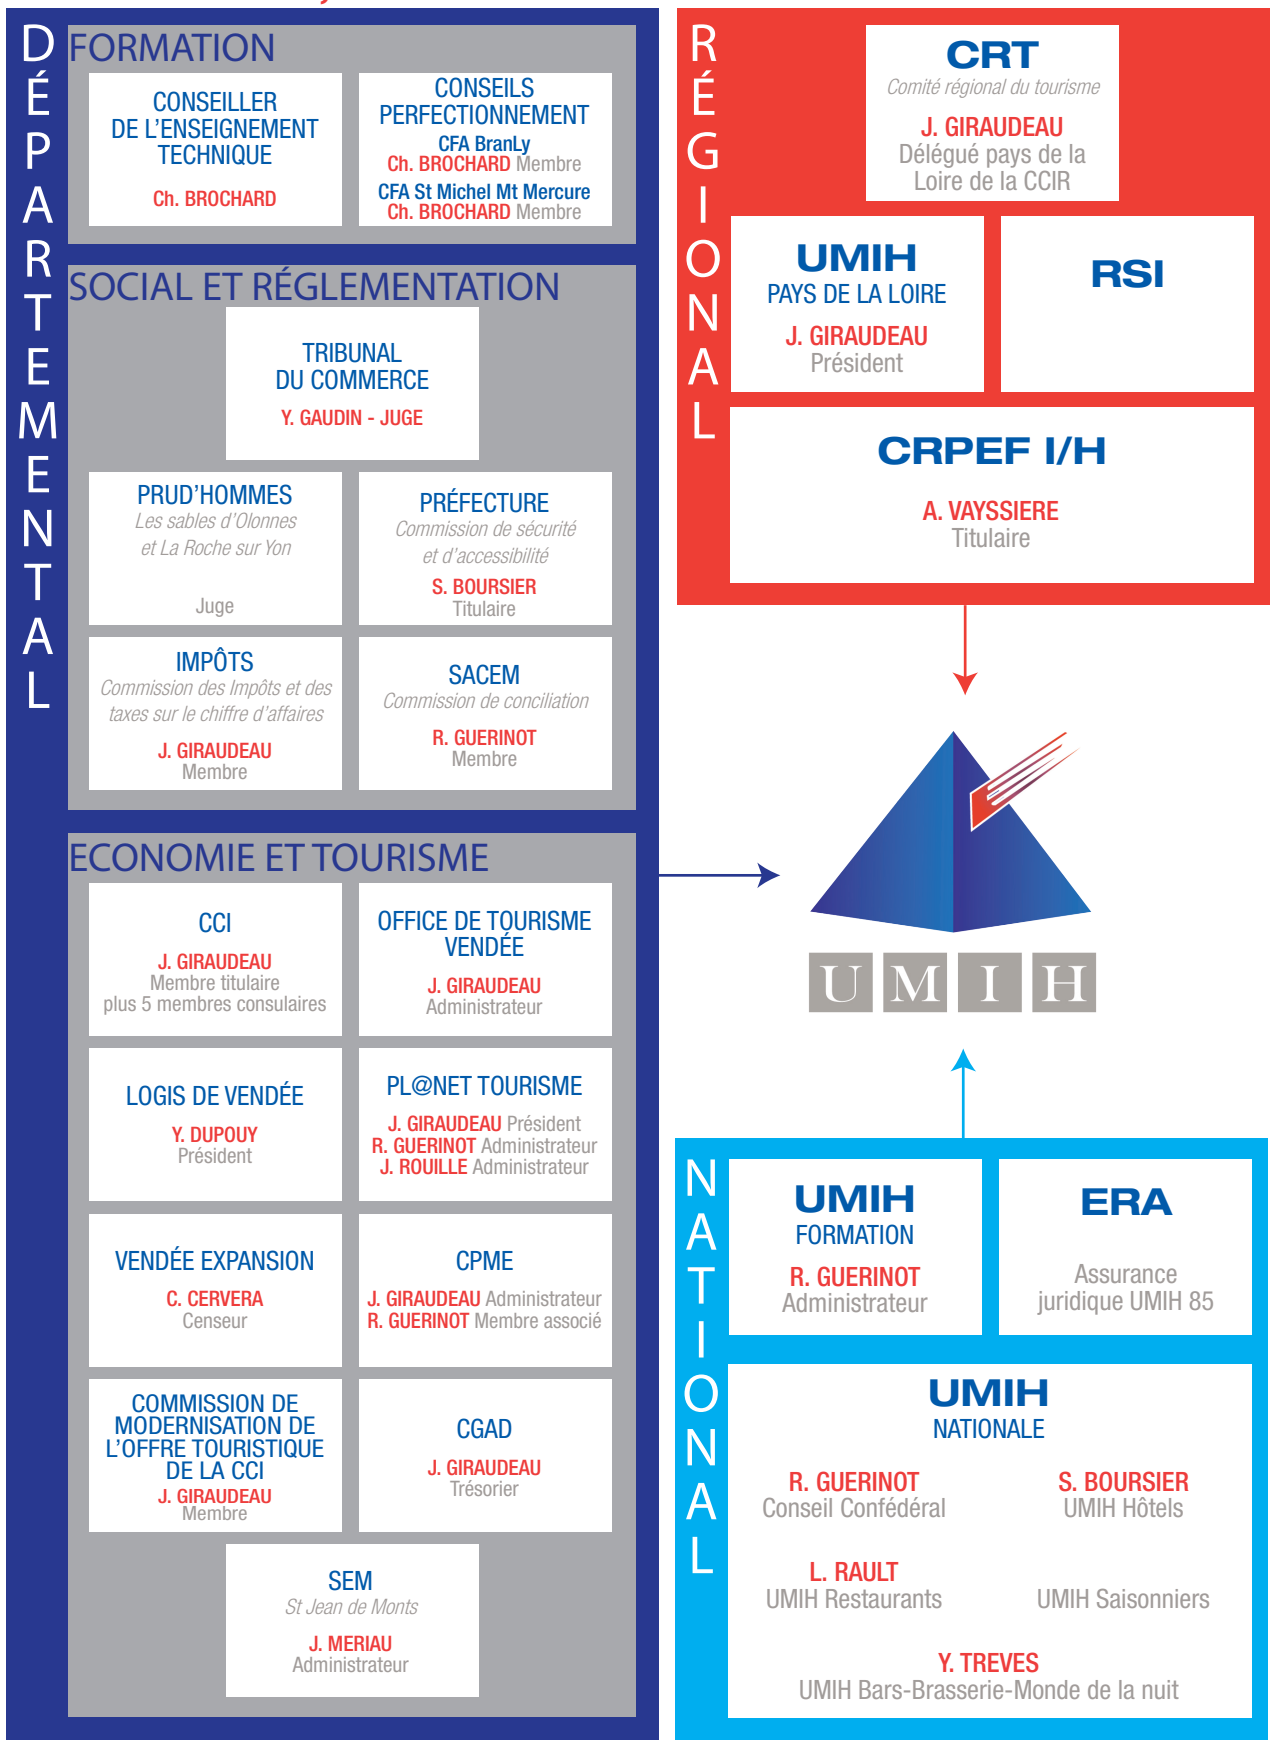 DÉPARTEMENTAL
FORMATION
CONSEILLER
DE L'ENSEIGNEMENT
TECHNIQUE
Ch. BROCHARD
CONSEILS
PERFECTIONNEMENT
CFA BranLy
Ch. BROCHARD Membre
CFA St Michel Mt Mercure
Ch. BROCHARD Membre
SOCIAL ET RÉGLEMENTATION
TRIBUNAL
DU COMMERCE
Y. GAUDIN - JUGE
PRUD'HOMMES
Les sables d'Olonnes
et La Roche sur Yon
Juge
PRÉFECTURE
Commission de sécurité
et d'accessibilité
S. BOURSIER
Titulaire
IMPÔTS
Commission des Impôts et des
taxes sur le chiffre d'affaires
J. GIRAUDEAU
Membre
SACEM
Commission de conciliation
R. GUERINOT
Membre
ECONOMIE ET TOURISME
CCI
J. GIRAUDEAU
Membre titulaire
plus 5 membres consulaires
OFFICE DE TOURISME
VENDÉE
J. GIRAUDEAU
Administrateur
LOGIS DE VENDÉE
Y. DUPOUY
Président
PL@NET TOURISME
J. GIRAUDEAU Président
R. GUERINOT Administrateur
J. ROUILLE Administrateur
VENDÉE EXPANSION
C. CERVERA
Censeur
CPME
J. GIRAUDEAU Administrateur
R. GUERINOT Membre associé
COMMISSION DE
MODERNISATION DE
L'OFFRE TOURISTIQUE
DE LA CCI
J. GIRAUDEAU
Membre
CGAD
J. GIRAUDEAU
Trésorier
SEM
St Jean de Monts
J. MERIAU
Administrateur
RÉGIONAL
CRT
Comité régional du tourisme
J. GIRAUDEAU
Délégué pays de la
Loire de la CCIR
UMIH
PAYS DE LA LOIRE
J. GIRAUDEAU
Président
RSI
CRPEF I/H
A. VAYSSIERE
Titulaire
UMIH
NATIONAL
UMIH
FORMATION
R. GUERINOT
Administrateur
ERA
Assurance
juridique UMIH 85
UMIH
NATIONALE
R. GUERINOT
Conseil Confédéral
S. BOURSIER
UMIH Hôtels
L. RAULT
UMIH Restaurants
UMIH Saisonniers
Y. TREVES
UMIH Bars-Brasserie-Monde de la nuit